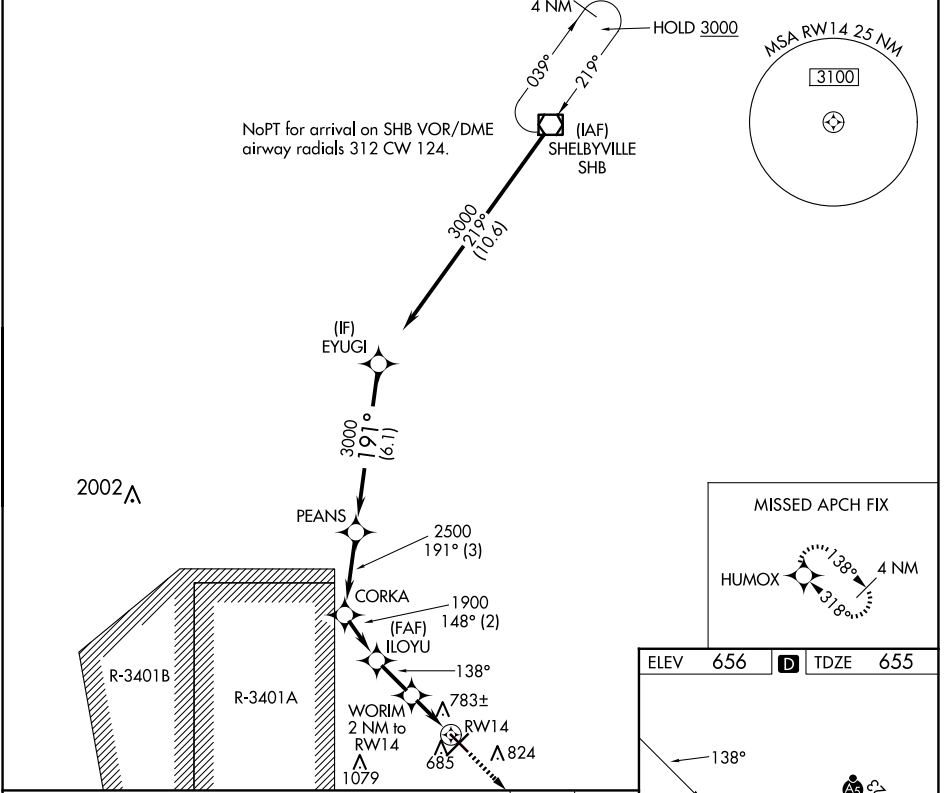 4 NM
HOLD 3000
039°
219°
MSA RW14 25 NM
3100
NoPT for arrival on SHB VOR/DME
airway radials 312 CW 124.
(IAF)
SHELBYVILLE
SHB
3000
219°
(10.6)
(IF)
EYUGI
3000
191°
(6.1)
2002
PEANS
2500
191° (3)
MISSED APCH FIX
HUMOX
138°
318°
4 NM
CORKA
1900
148° (2)
(FAF)
ILOYU
138°
R-3401B
R-3401A
WORIM
2 NM to
RW14
783±
RW14
685
824
1079
ELEV 656
D
TDZE 655
138°
A5